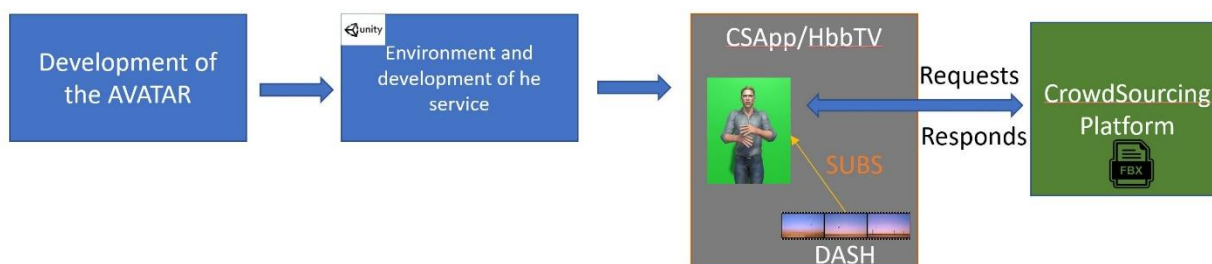 Development of
the AVATAR
unity
Environment and
development of he
service
CSApp/HbbTV
SUBS
DASH
Requests
Responds
CrowdSourcing
Platform
FBX